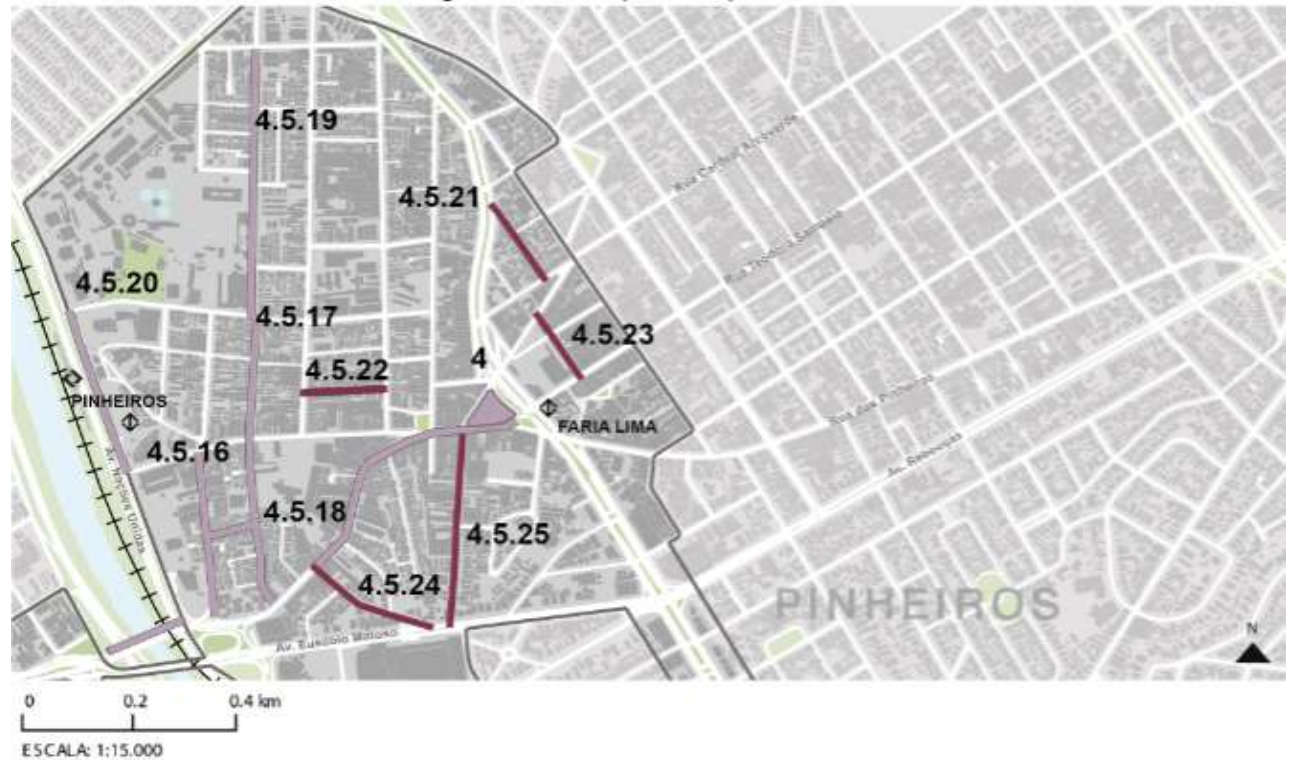 4.5.19
Rua Cardeal Arcoverde
4.5.21
Rua Teodoro Sampaio
4.5.20
4.5.17
4.5.23
4
4.5.22
PINHEIROS
Rua dos Pinheiros
FARIA LIMA
4.5.16
Av. Rebouças
Av. Nações Unidas
4.5.18
4.5.25
4.5.24
PINHEIROS
Av. Eusébio Matoso
N
0 0.2 0.4 km
ESCALA: 1:15.000